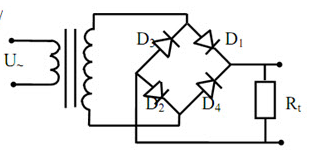 D₃ D₁
U~
D₂ D₄
Rₜ